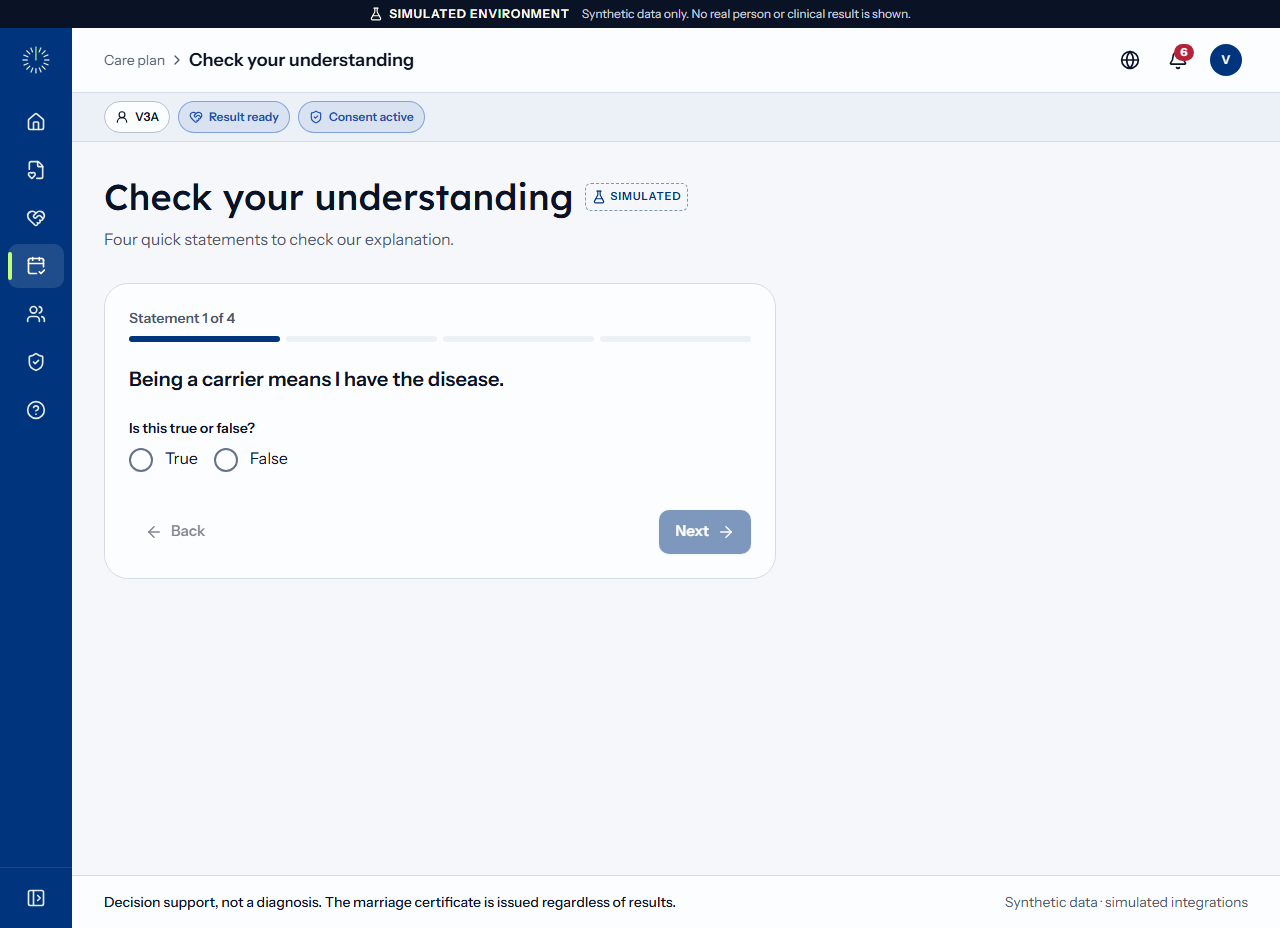 SIMULATED ENVIRONMENT Synthetic data only. No real person or clinical result is shown.
Care plan > Check your understanding
6
V
V3A
Result ready
Consent active
Check your understanding
SIMULATED
Four quick statements to check our explanation.
Statement 1 of 4
Being a carrier means I have the disease.
Is this true or false?
True False
Back
Next
Decision support, not a diagnosis. The marriage certificate is issued regardless of results.
Synthetic data · simulated integrations